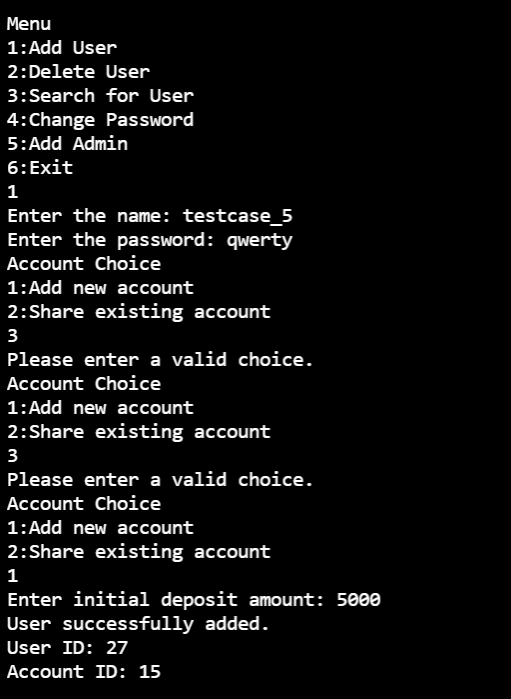 Menu
1:Add User
2:Delete User
3:Search for User
4:Change Password
5:Add Admin
6:Exit
1
Enter the name: testcase_5
Enter the password: qwerty
Account Choice
1:Add new account
2:Share existing account
3
Please enter a valid choice.
Account Choice
1:Add new account
2:Share existing account
3
Please enter a valid choice.
Account Choice
1:Add new account
2:Share existing account
1
Enter initial deposit amount: 5000
User successfully added.
User ID: 27
Account ID: 15